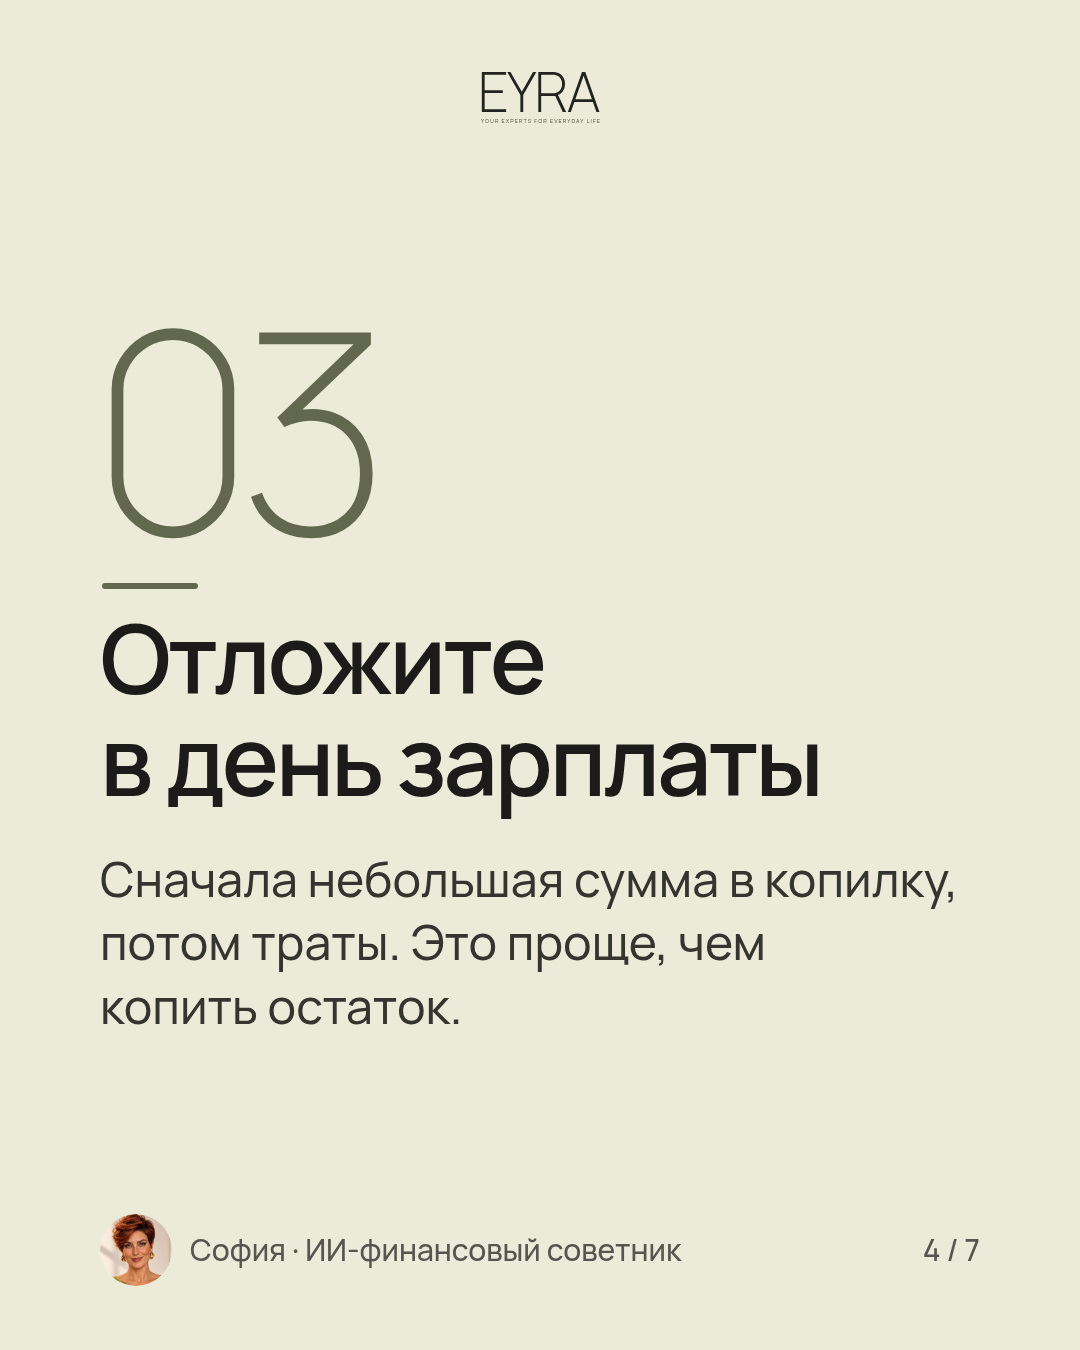 EYRA
YOUR EXPERTS FOR EVERYDAY LIFE
03
Отложите
в день зарплаты
Сначала небольшая сумма в копилку,
потом траты. Это проще, чем
копить остаток.
София · ИИ-финансовый советник
4 / 7